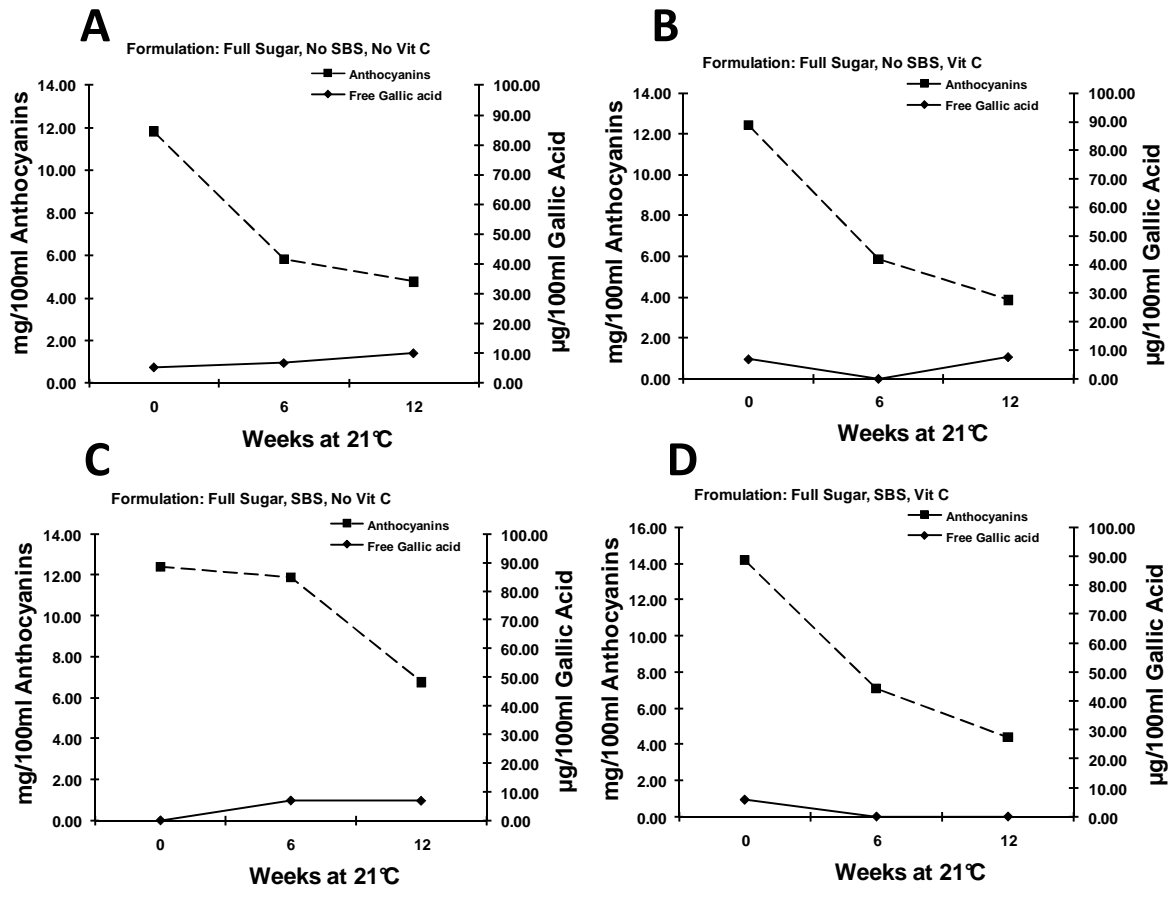 A
Formulation: Full Sugar, No SBS, No Vit C
Anthocyanins
Free Gallic acid
mg/100ml Anthocyanins
14.00
12.00
10.00
8.00
6.00
4.00
2.00
0.00
100.00
90.00
80.00
70.00
60.00
50.00
40.00
30.00
20.00
10.00
0.00
µg/100ml Gallic Acid
0 6 12
Weeks at 21°C
B
Formulation: Full Sugar, No SBS, Vit C
Anthocyanins
Free Gallic acid
mg/100ml Anthocyanins
14.00
12.00
10.00
8.00
6.00
4.00
2.00
0.00
100.00
90.00
80.00
70.00
60.00
50.00
40.00
30.00
20.00
10.00
0.00
µg/100ml Gallic Acid
0 6 12
Weeks at 21°C
C
Formulation: Full Sugar, SBS, No Vit C
Anthocyanins
Free Gallic acid
mg/100ml Anthocyanins
14.00
12.00
10.00
8.00
6.00
4.00
2.00
0.00
100.00
90.00
80.00
70.00
60.00
50.00
40.00
30.00
20.00
10.00
0.00
µg/100ml Gallic Acid
0 6 12
Weeks at 21°C
D
Fromulation: Full Sugar, SBS, Vit C
Anthocyanins
Free Gallic acid
mg/100ml Anthocyanins
16.00
14.00
12.00
10.00
8.00
6.00
4.00
2.00
0.00
100.00
90.00
80.00
70.00
60.00
50.00
40.00
30.00
20.00
10.00
0.00
µg/100ml Gallic Acid
0 6 12
Weeks at 21°C